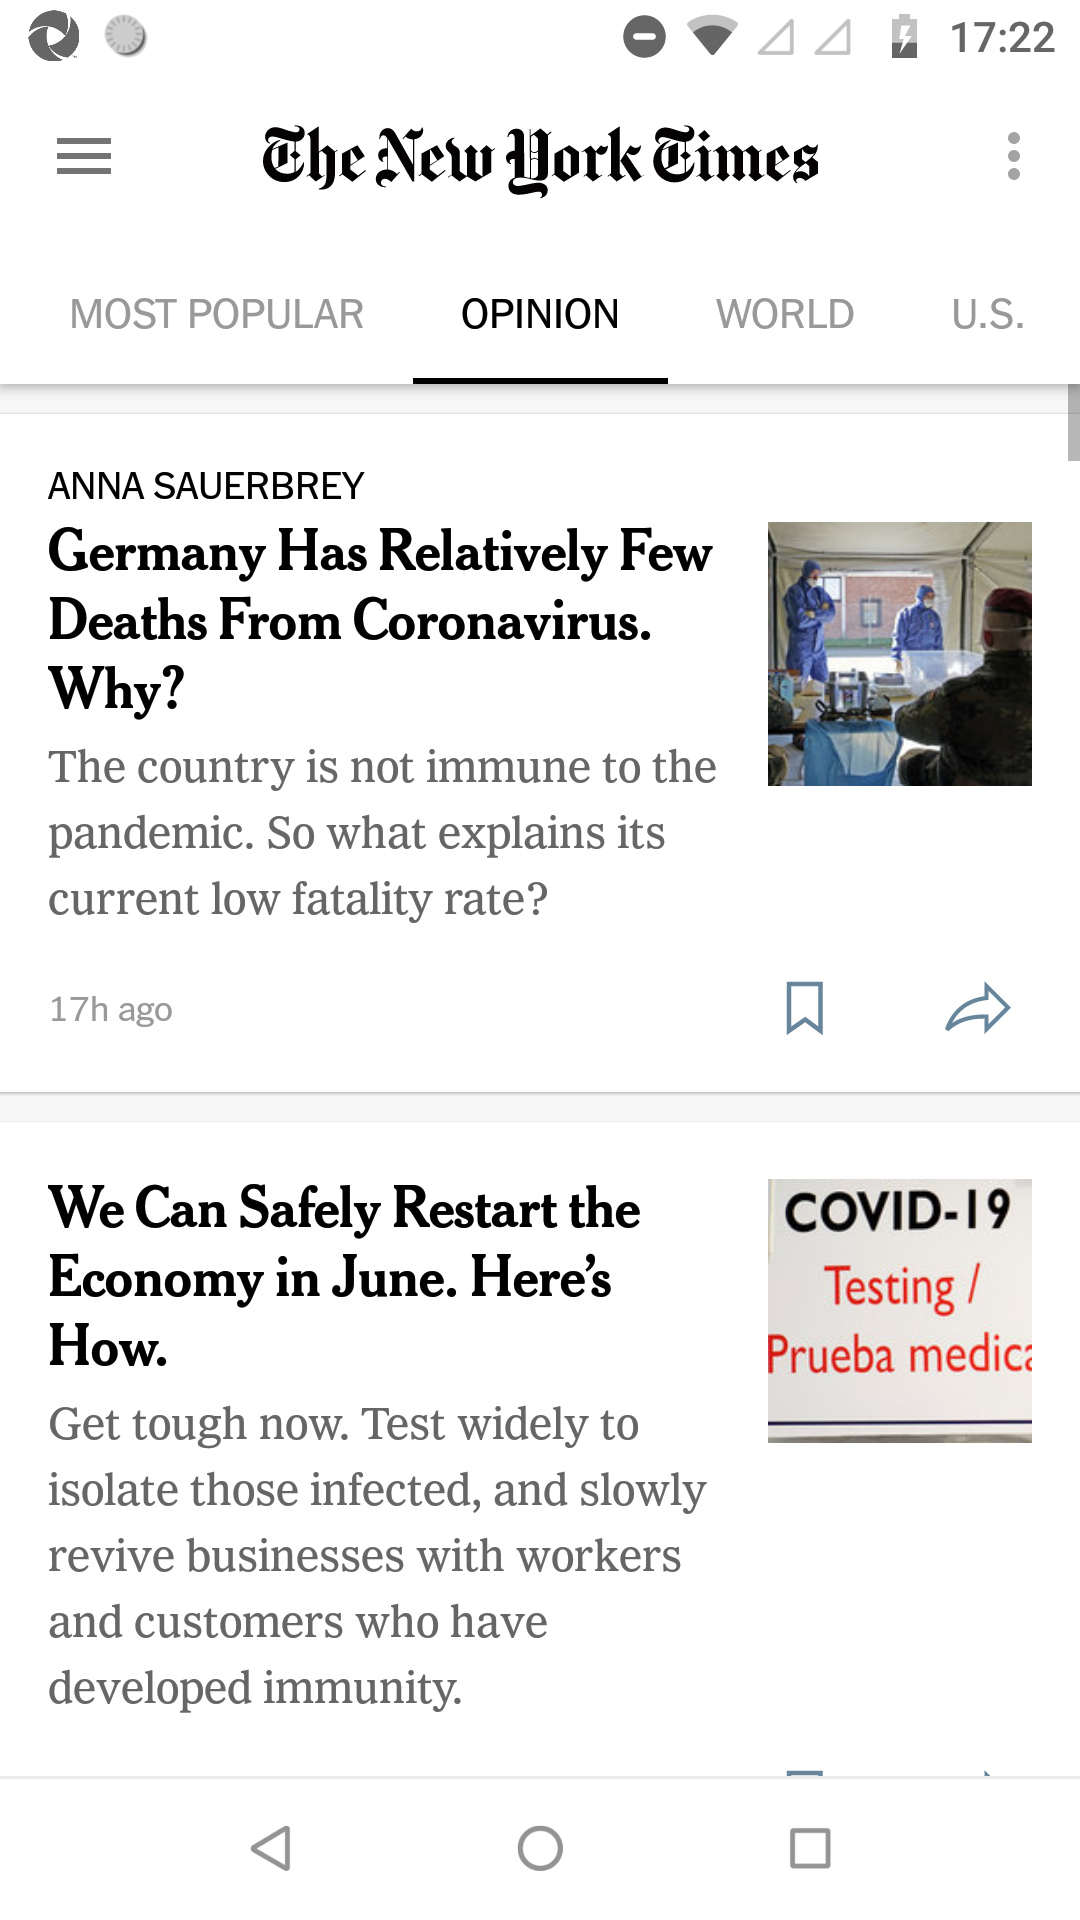 17:22
The New York Times
MOST POPULAR OPINION WORLD U.S.
ANNA SAUERBREY
Germany Has Relatively Few
Deaths From Coronavirus.
Why?
The country is not immune to the
pandemic. So what explains its
current low fatality rate?
17h ago
We Can Safely Restart the
Economy in June. Here’s
How.
Get tough now. Test widely to
isolate those infected, and slowly
revive businesses with workers
and customers who have
developed immunity.
COVID-19
Testing /
Prueba medica